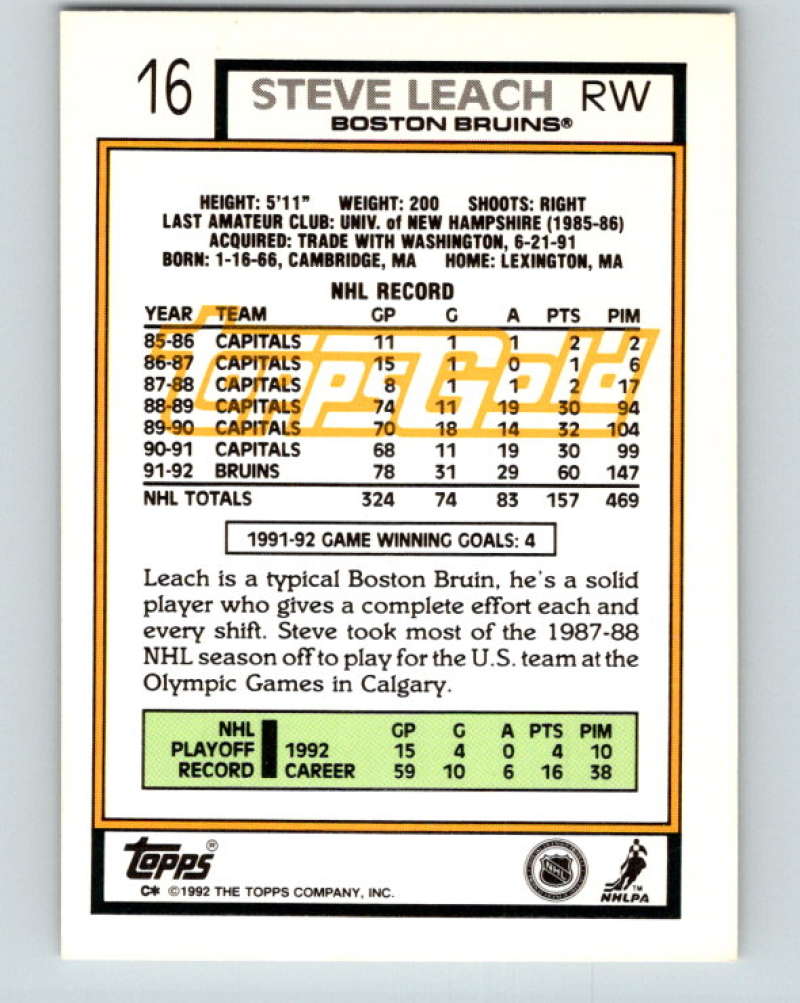 16
STEVE LEACH RW
BOSTON BRUINS®
HEIGHT: 5'11" WEIGHT: 200 SHOOTS: RIGHT
LAST AMATEUR CLUB: UNIV. of NEW HAMPSHIRE (1985-86)
ACQUIRED: TRADE WITH WASHINGTON, 6-21-91
BORN: 1-16-66, CAMBRIDGE, MA HOME: LEXINGTON, MA
NHL RECORD
YEAR TEAM GP G A PTS PIM
85-86 CAPITALS 11 1 1 2 2
86-87 CAPITALS 15 1 0 1 6
87-88 CAPITALS 8 1 1 2 17
88-89 CAPITALS 74 11 19 30 94
89-90 CAPITALS 70 18 14 32 104
90-91 CAPITALS 68 11 19 30 99
91-92 BRUINS 78 31 29 60 147
NHL TOTALS 324 74 83 157 469
ToppsGold
1991-92 GAME WINNING GOALS: 4
Leach is a typical Boston Bruin, he's a solid
player who gives a complete effort each and
every shift. Steve took most of the 1987-88
NHL season off to play for the U.S. team at the
Olympic Games in Calgary.
NHL GP G A PTS PIM
PLAYOFF 1992 15 4 0 4 10
RECORD CAREER 59 10 6 16 38
Topps®
C* ©1992 THE TOPPS COMPANY, INC.
NHL
TM
NHLPA